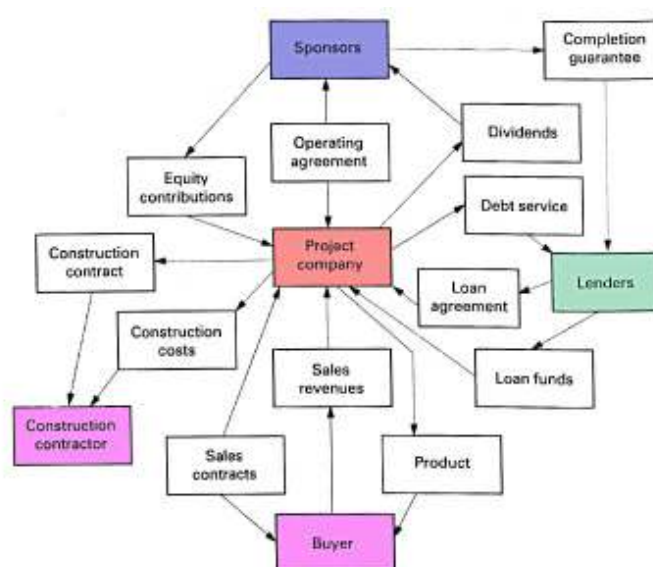 Sponsors
Completion
guarantee
Operating
agreement
Dividends
Equity
contributions
Debt service
Construction
contract
Project
company
Loan
agreement
Lenders
Construction
costs
Sales
revenues
Loan funds
Construction
contractor
Sales
contracts
Product
Buyer